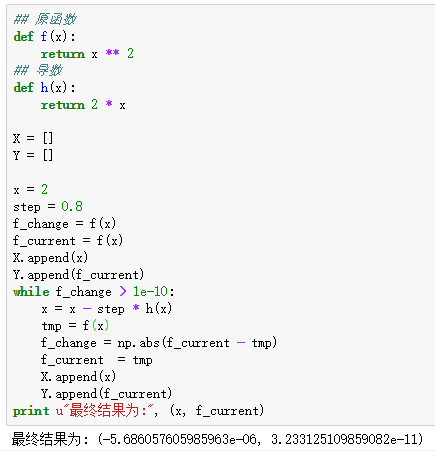 ## 原函数
def f(x):
    return x ** 2
## 导数
def h(x):
    return 2 * x

X = []
Y = []

x = 2
step = 0.8
f_change = f(x)
f_current = f(x)
X.append(x)
Y.append(f_current)
while f_change > 1e-10:
    x = x - step * h(x)
    tmp = f(x)
    f_change = np.abs(f_current - tmp)
    f_current  = tmp
    X.append(x)
    Y.append(f_current)
print u"最终结果为:", (x, f_current)
最终结果为: (-5.686057605985963e-06, 3.233125109859082e-11)